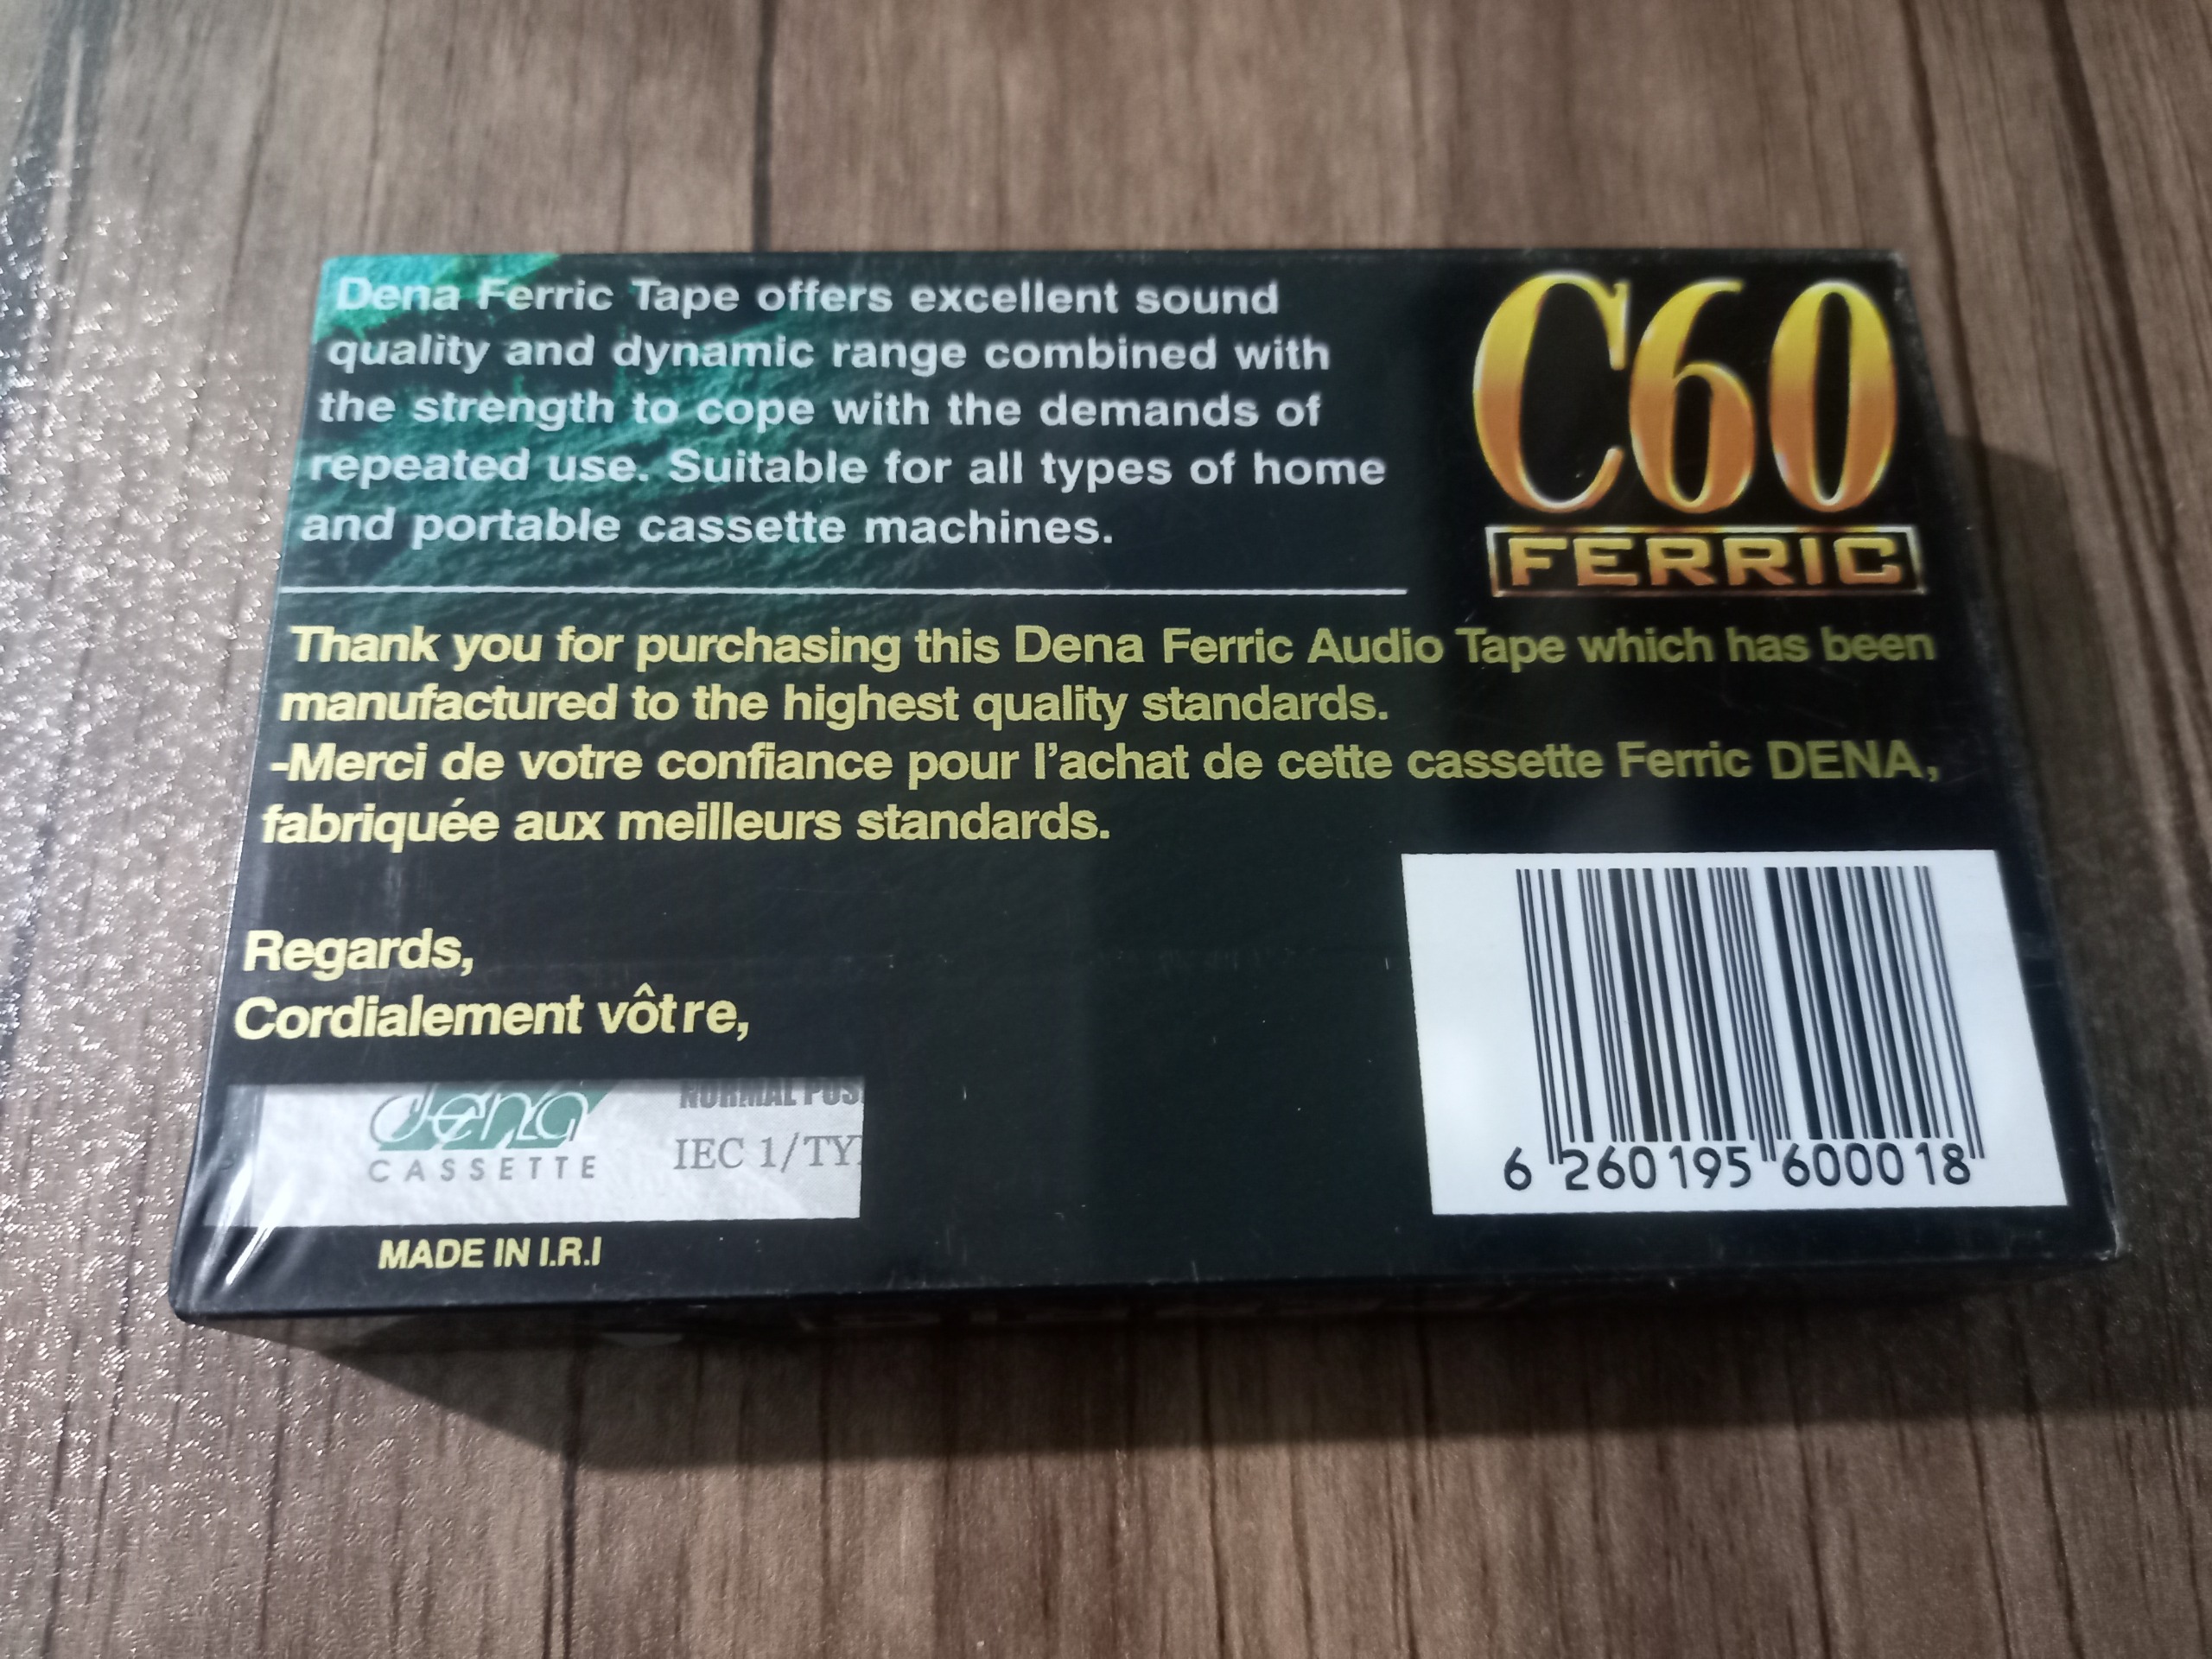 Dena Ferric Tape offers excellent sound
quality and dynamic range combined with
the strength to cope with the demands of
repeated use. Suitable for all types of home
and portable cassette machines.
C60
FERRIC
Thank you for purchasing this Dena Ferric Audio Tape which has been
manufactured to the highest quality standards.
-Merci de votre confiance pour l'achat de cette cassette Ferric DENA,
fabriquée aux meilleurs standards.
Regards,
Cordialement vôtre,
dena
CASSETTE
NORMAL POS
IEC 1/TY
MADE IN I.R.I
6 260195 600018